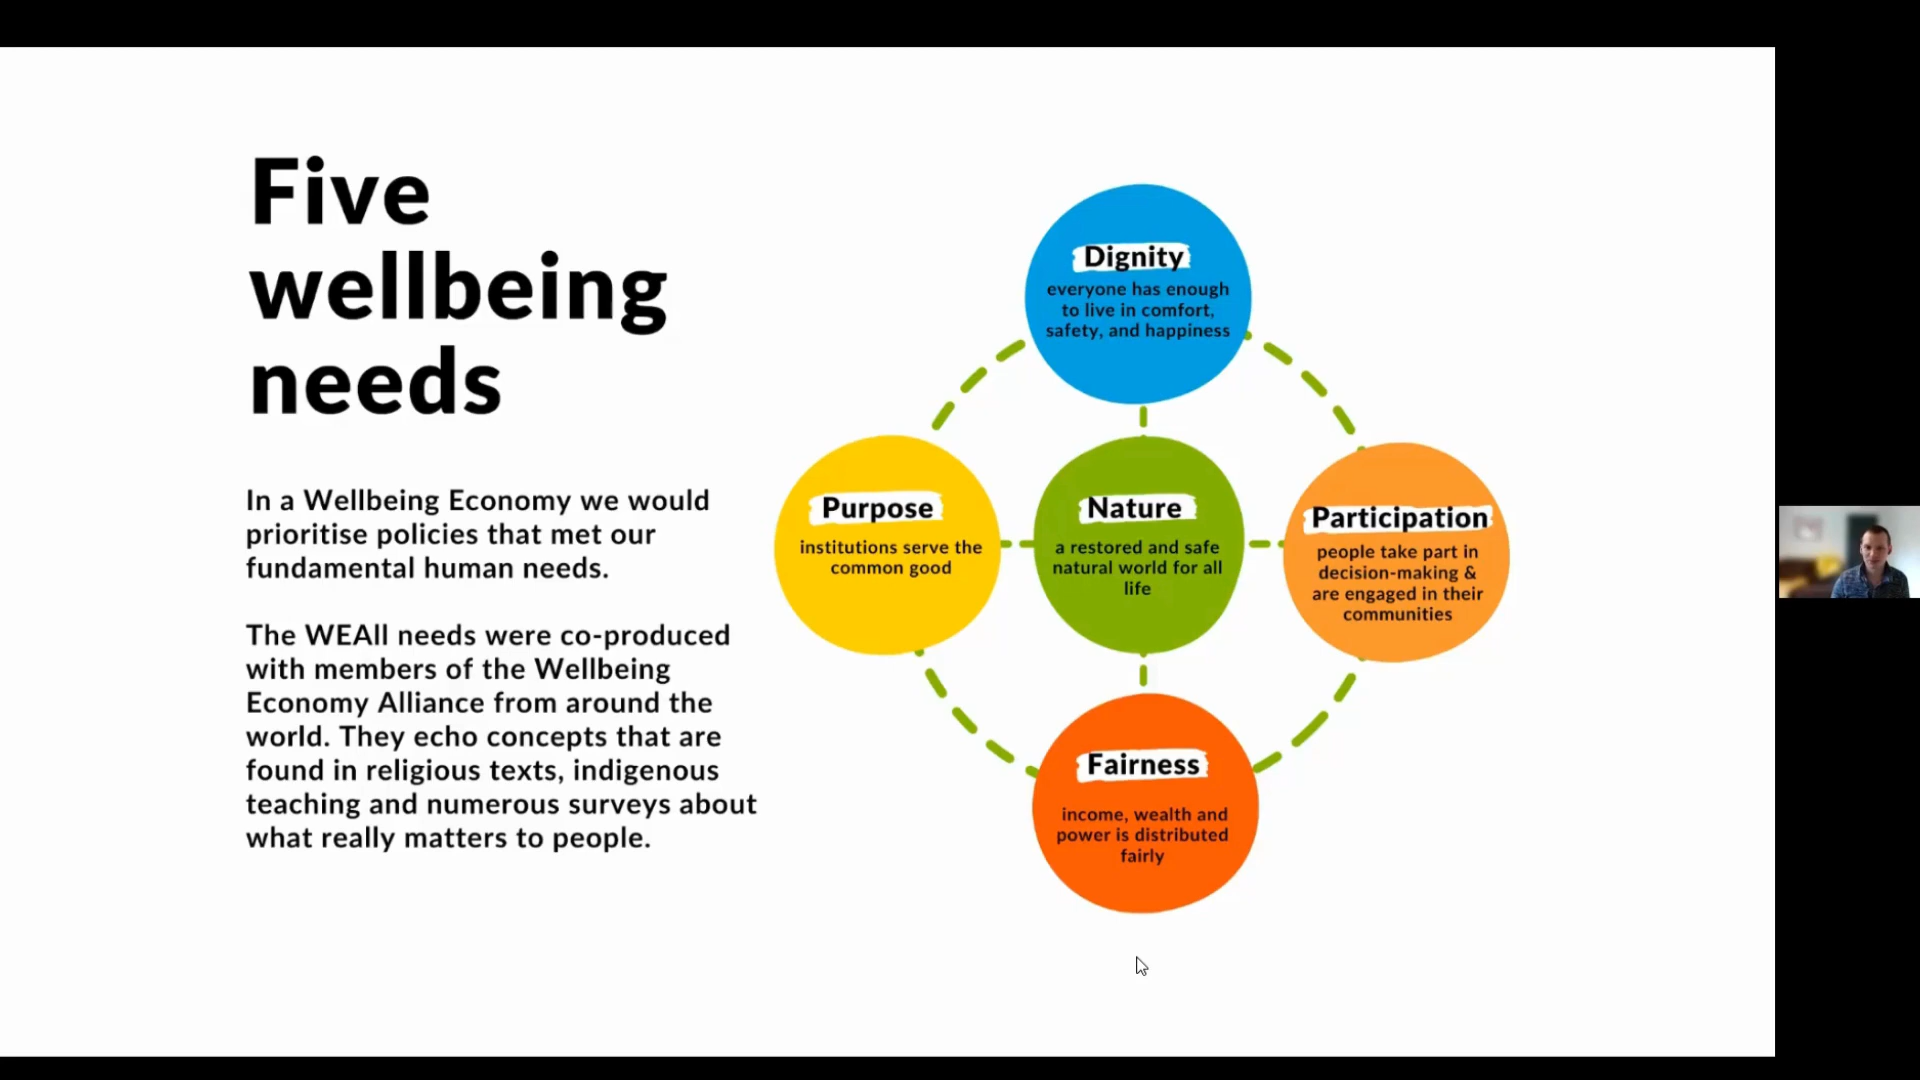 Five
wellbeing
needs
In a Wellbeing Economy we would
prioritise policies that met our
fundamental human needs.
The WEAll needs were co-produced
with members of the Wellbeing
Economy Alliance from around the
world. They echo concepts that are
found in religious texts, indigenous
teaching and numerous surveys about
what really matters to people.
Dignity
everyone has enough
to live in comfort,
safety, and happiness
Purpose
institutions serve the
common good
Nature
a restored and safe
natural world for all
life
Participation
people take part in
decision-making &
are engaged in their
communities
Fairness
income, wealth and
power is distributed
fairly